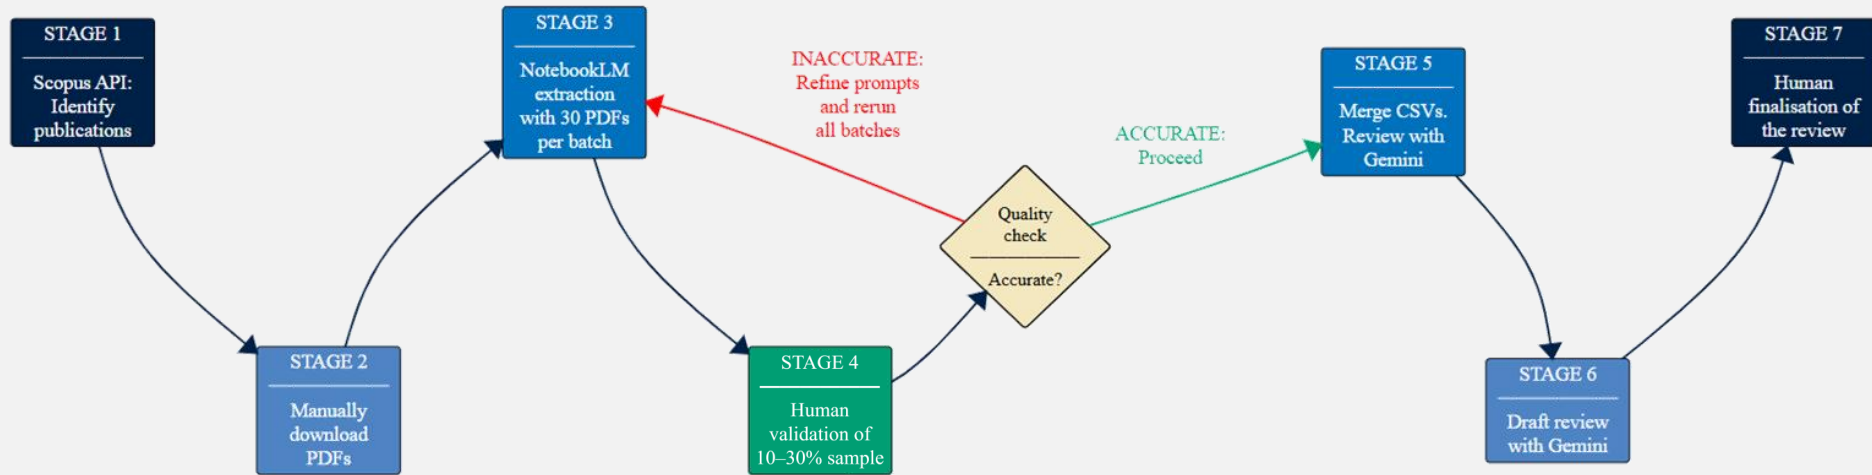 STAGE 1
Scopus API:
Identify
publications
STAGE 2
Manually
download
PDFs
STAGE 3
NotebookLM
extraction
with 30 PDFs
per batch
STAGE 4
Human
validation of
10–30% sample
Quality
check
Accurate?
INACCURATE:
Refine prompts
and rerun
all batches
ACCURATE:
Proceed
STAGE 5
Merge CSVs.
Review with
Gemini
STAGE 6
Draft review
with Gemini
STAGE 7
Human
finalisation of
the review